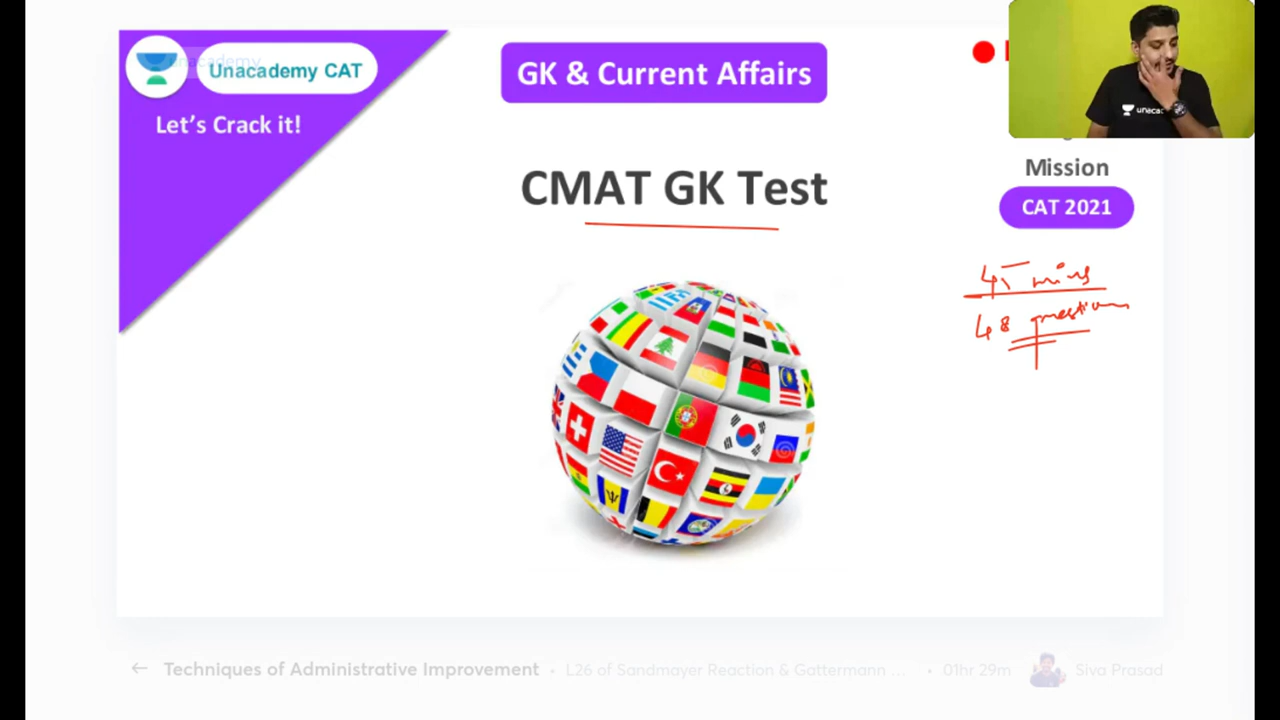 Unacademy CAT
Let's Crack it!
GK & Current Affairs
CMAT GK Test
Mission
CAT 2021
45 mins
48 questions
unaca
← Techniques of Administrative Improvement • L26 of Sandmayer Reaction & Gattermann ... • 01hr 29m Siva Prasad